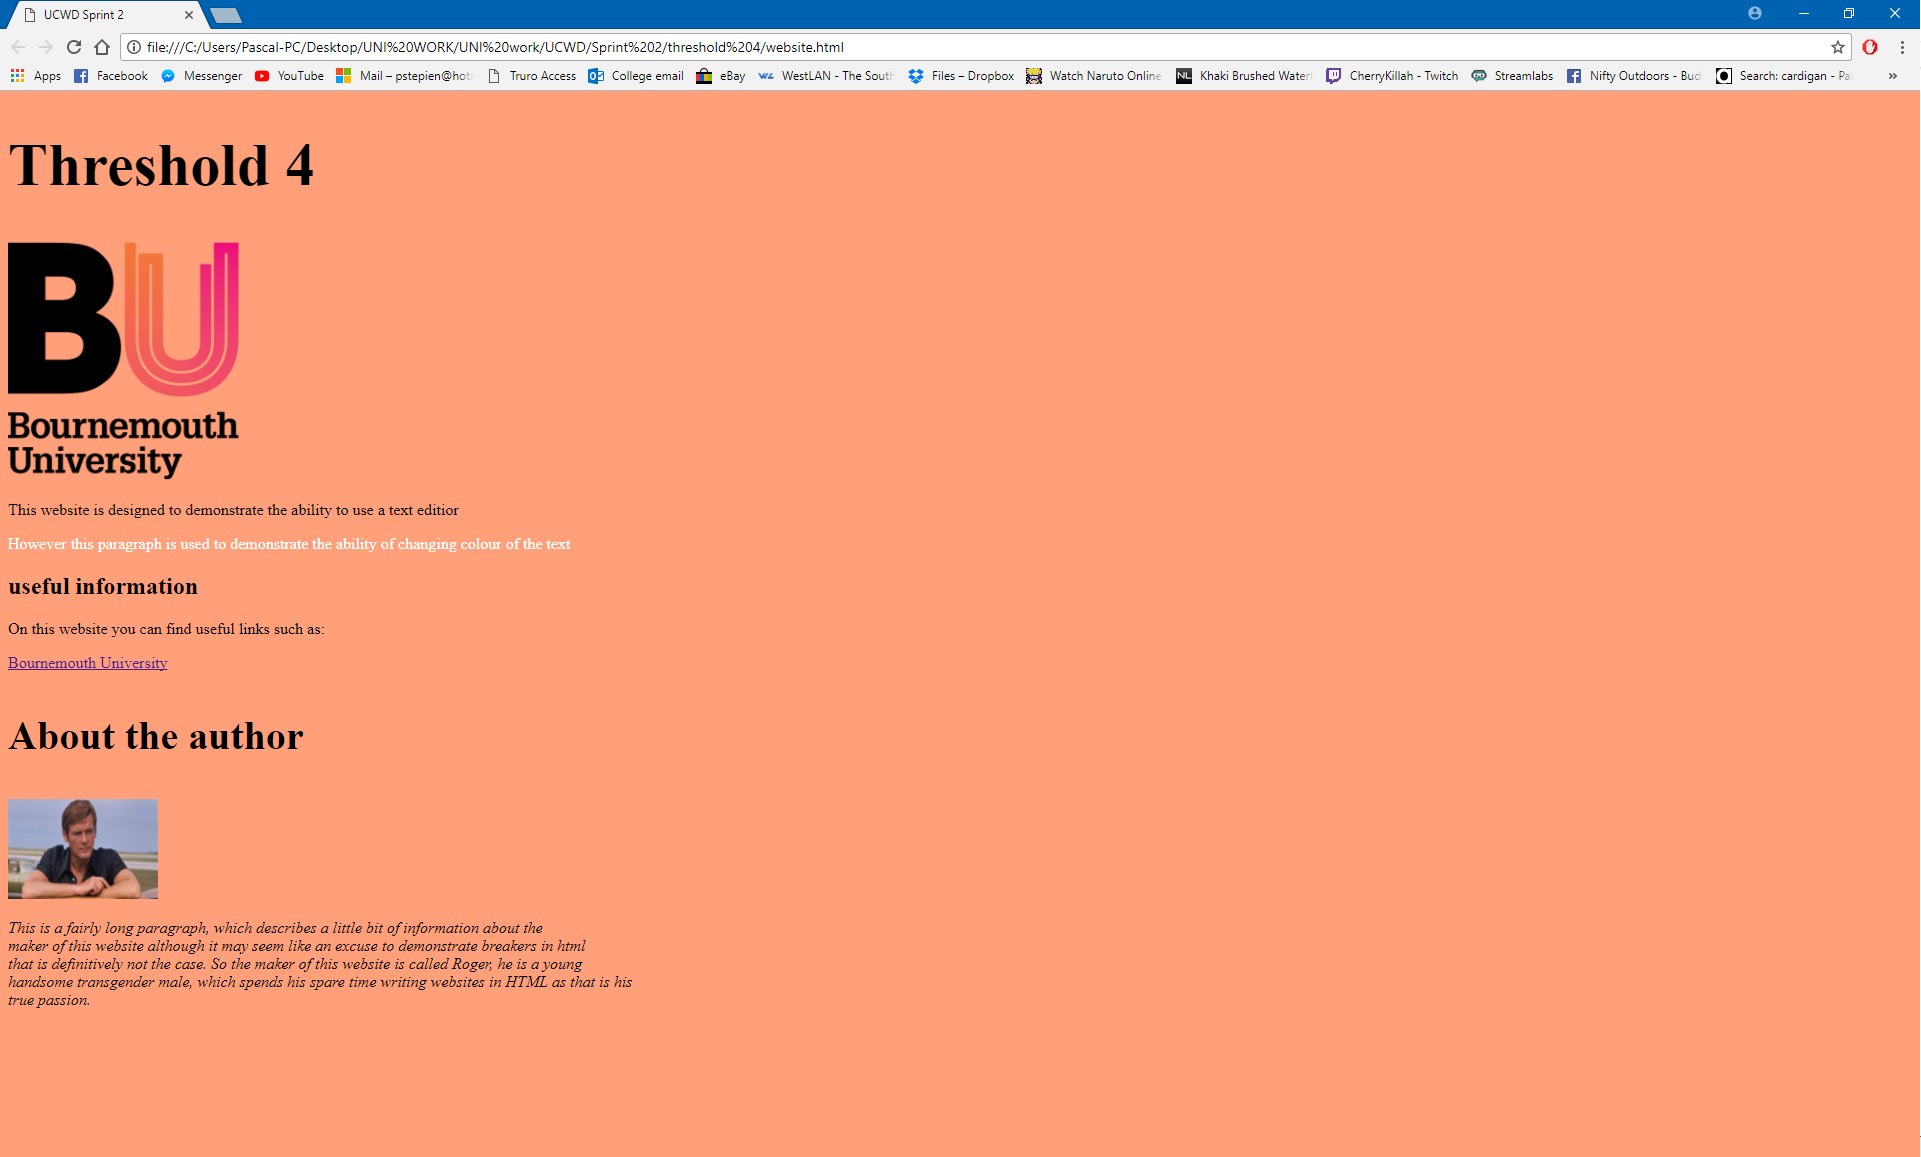 UCWD Sprint 2
file:///C:/Users/Pascal-PC/Desktop/UNI%20WORK/UNI%20work/UCWD/Sprint%202/threshold%204/website.html
Apps Facebook Messenger YouTube Mail – pstepien@hot Truro Access College email eBay WestLAN - The South Files – Dropbox Watch Naruto Online NL Khaki Brushed Water CherryKillah - Twitch Streamlabs Nifty Outdoors - Bud Search: cardigan - Pa »
Threshold 4
BU
Bournemouth
University
This website is designed to demonstrate the ability to use a text editior
However this paragraph is used to demonstrate the ability of changing colour of the text
useful information
On this website you can find useful links such as:
Bournemouth University
About the author
This is a fairly long paragraph, which describes a little bit of information about the
maker of this website although it may seem like an excuse to demonstrate breakers in html
that is definitively not the case. So the maker of this website is called Roger, he is a young
handsome transgender male, which spends his spare time writing websites in HTML as that is his
true passion.